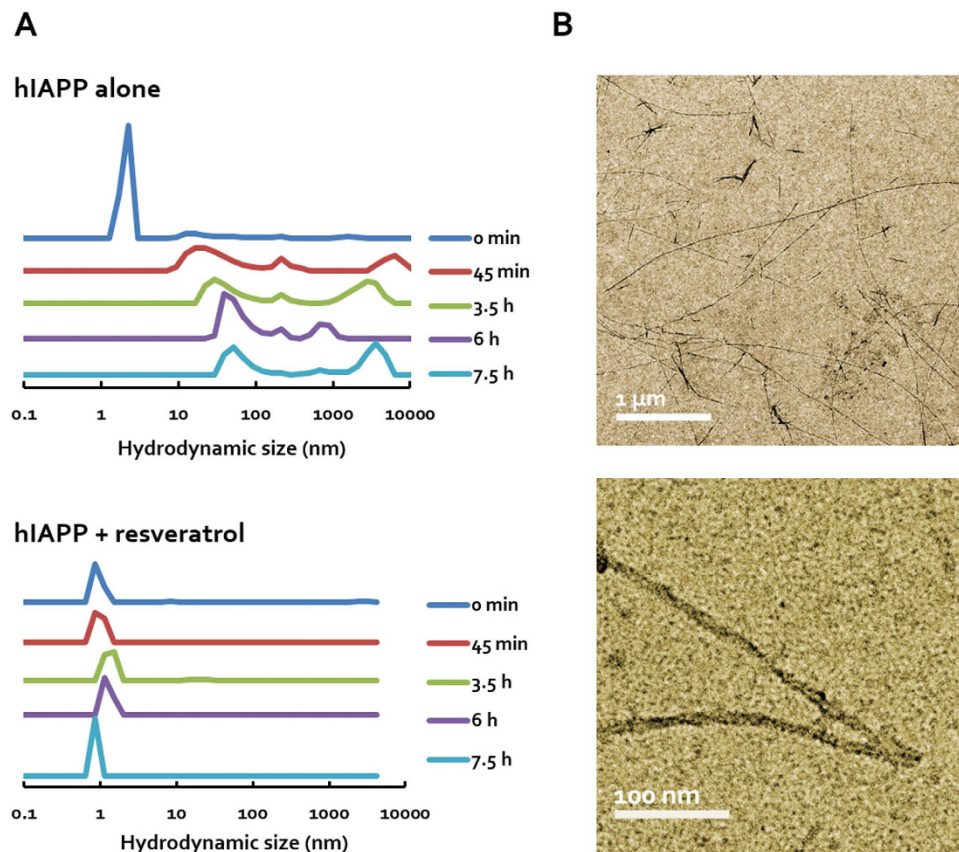 A
B
hIAPP alone
0 min
45 min
3.5 h
6 h
7.5 h
0.1 1 10 100 1000 10000
Hydrodynamic size (nm)
1 µm
hIAPP + resveratrol
0 min
45 min
3.5 h
6 h
7.5 h
0.1 1 10 100 1000 10000
Hydrodynamic size (nm)
100 nm